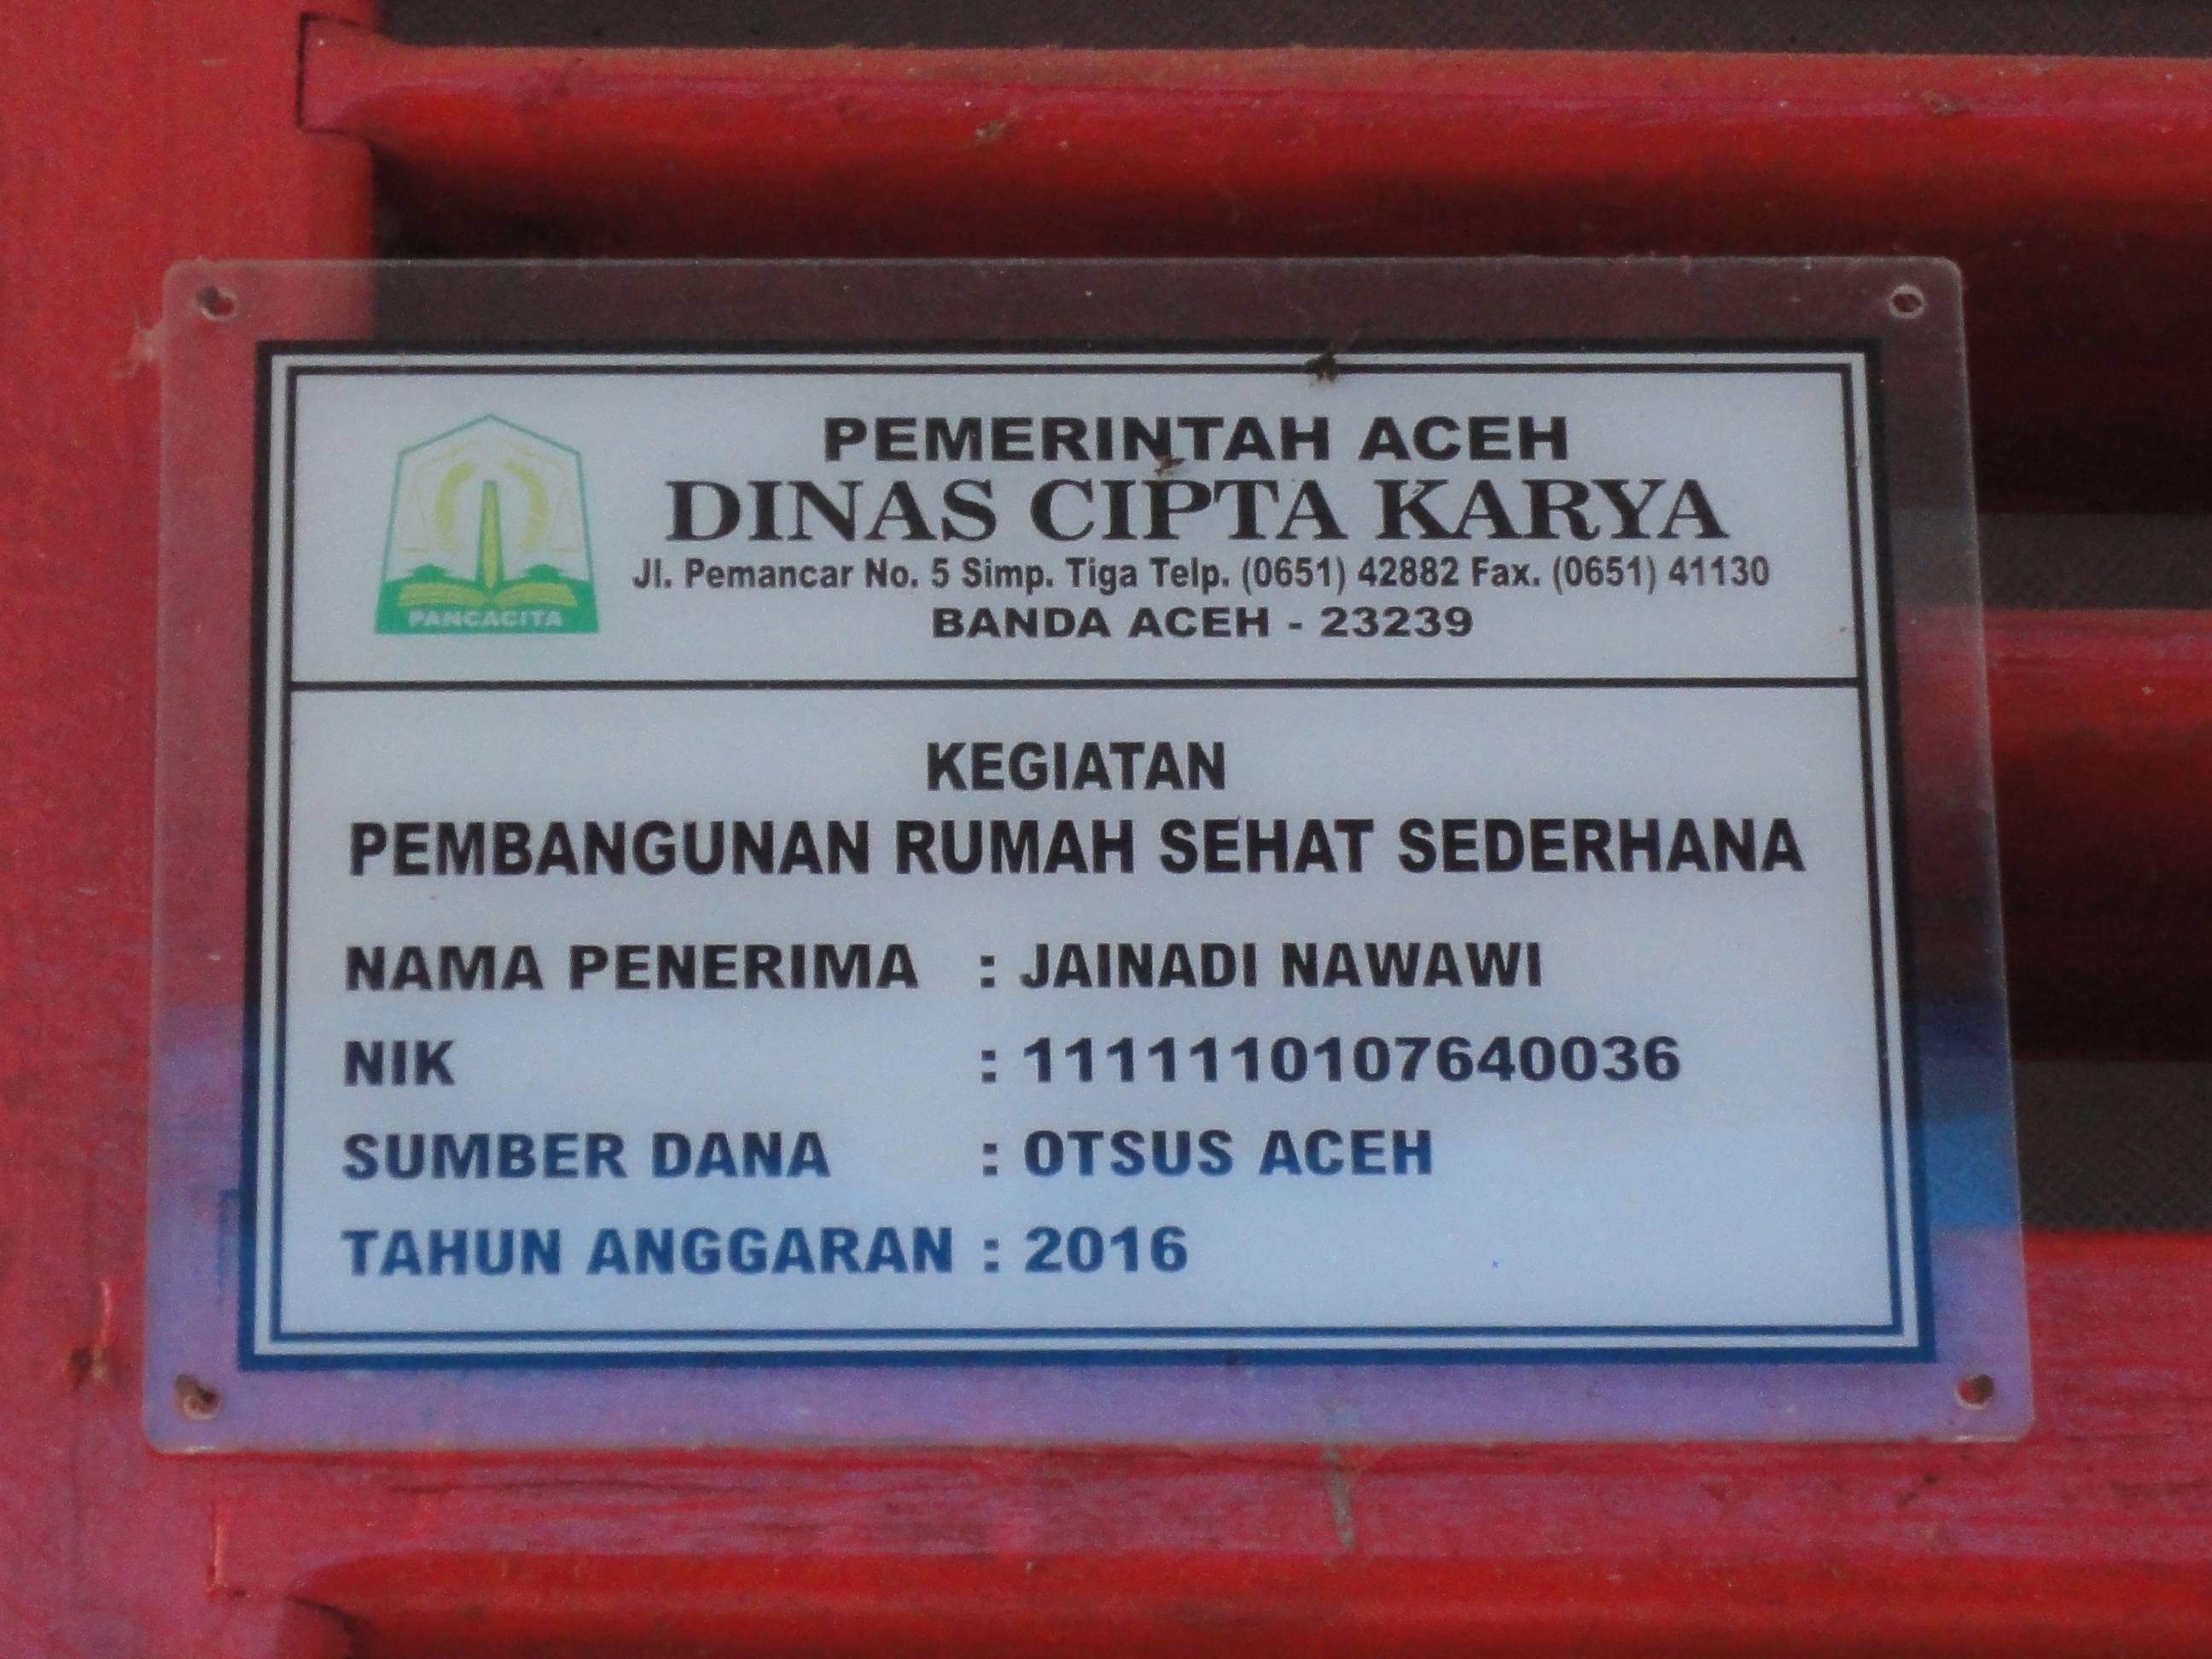 PANCACITA
PEMERINTAH ACEH
DINAS CIPTA KARYA
Jl. Pemancar No. 5 Simp. Tiga Telp. (0651) 42882 Fax. (0651) 41130
BANDA ACEH - 23239
KEGIATAN
PEMBANGUNAN RUMAH SEHAT SEDERHANA
NAMA PENERIMA : JAINADI NAWAWI
NIK : 1111110107640036
SUMBER DANA : OTSUS ACEH
TAHUN ANGGARAN : 2016